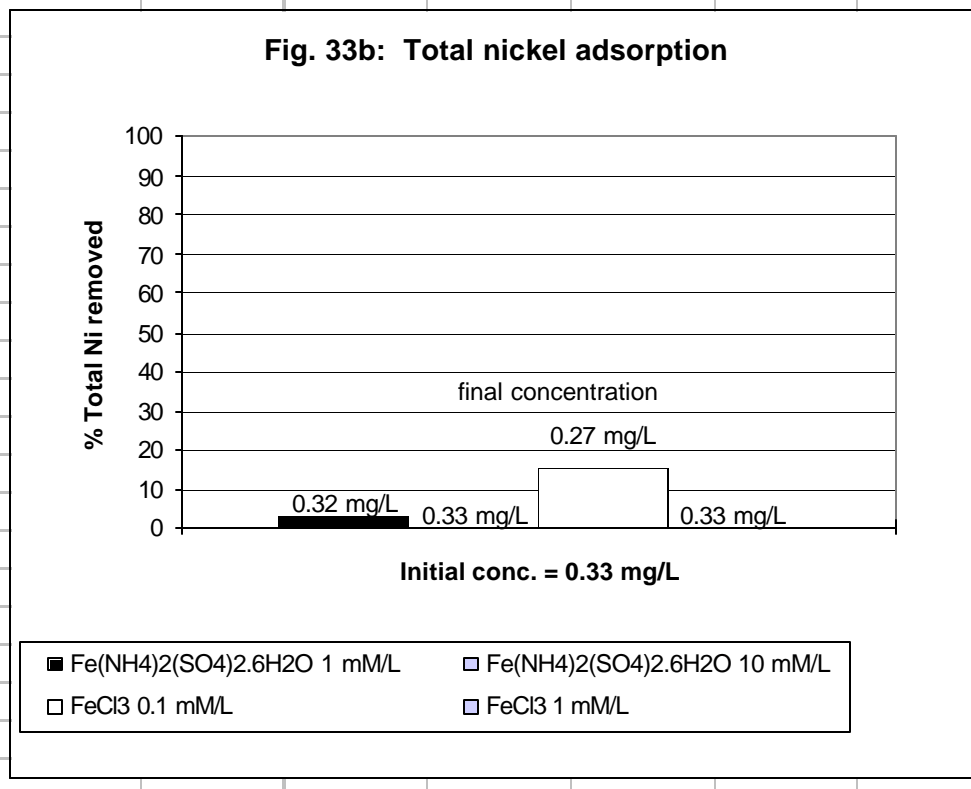 Fig. 33b:  Total nickel adsorption
100
90
80
70
60
50
40
30
20
10
0
% Total Ni removed
final concentration
0.27 mg/L
0.32 mg/L
0.33 mg/L
0.33 mg/L
Initial conc. = 0.33 mg/L
Fe(NH4)2(SO4)2.6H2O 1 mM/L
Fe(NH4)2(SO4)2.6H2O 10 mM/L
FeCl3 0.1 mM/L
FeCl3 1 mM/L